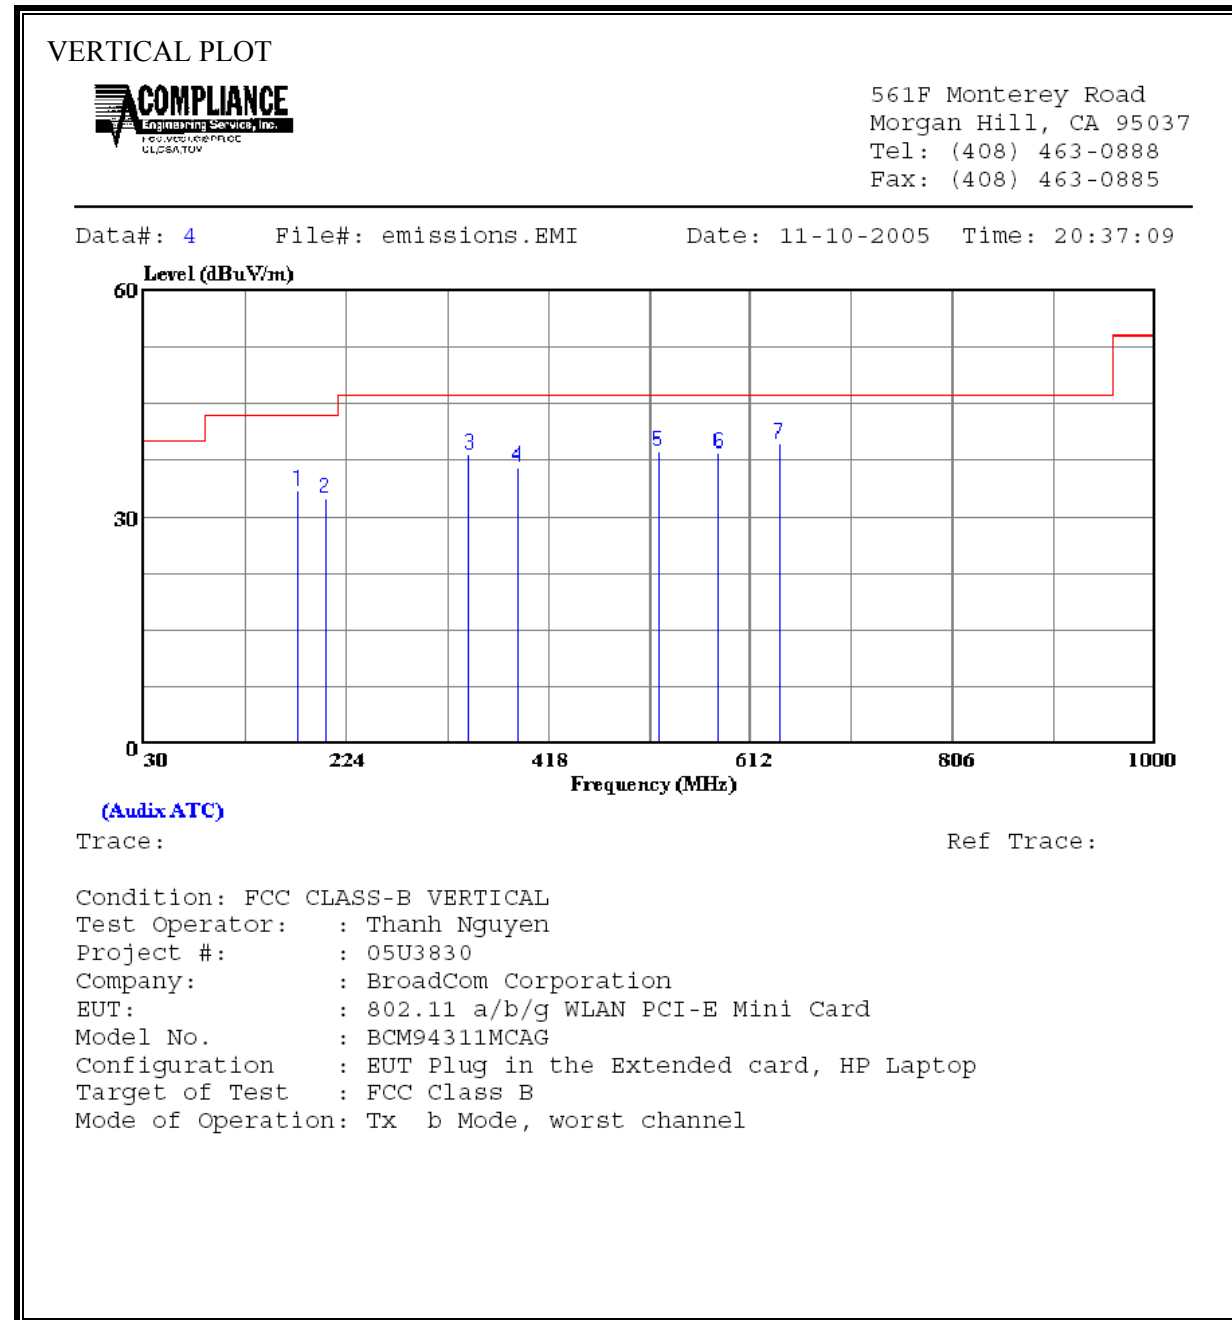 VERTICAL PLOT
COMPLIANCE
Engineering Service, Inc.
561F Monterey Road
Morgan Hill, CA 95037
Tel: (408) 463-0888
Fax: (408) 463-0885
Data#: 4 File#: emissions.EMI Date: 11-10-2005 Time: 20:37:09
Level (dBuV/m)
60
30
0
1
2
3
4
5
6
7
30 224 418 612 806 1000
Frequency (MHz)
(Audix ATC)
Trace: Ref Trace:
Condition: FCC CLASS-B VERTICAL
Test Operator: : Thanh Nguyen
Project #: : 05U3830
Company: : BroadCom Corporation
EUT: : 802.11 a/b/g WLAN PCI-E Mini Card
Model No. : BCM94311MCAG
Configuration : EUT Plug in the Extended card, HP Laptop
Target of Test : FCC Class B
Mode of Operation: Tx b Mode, worst channel